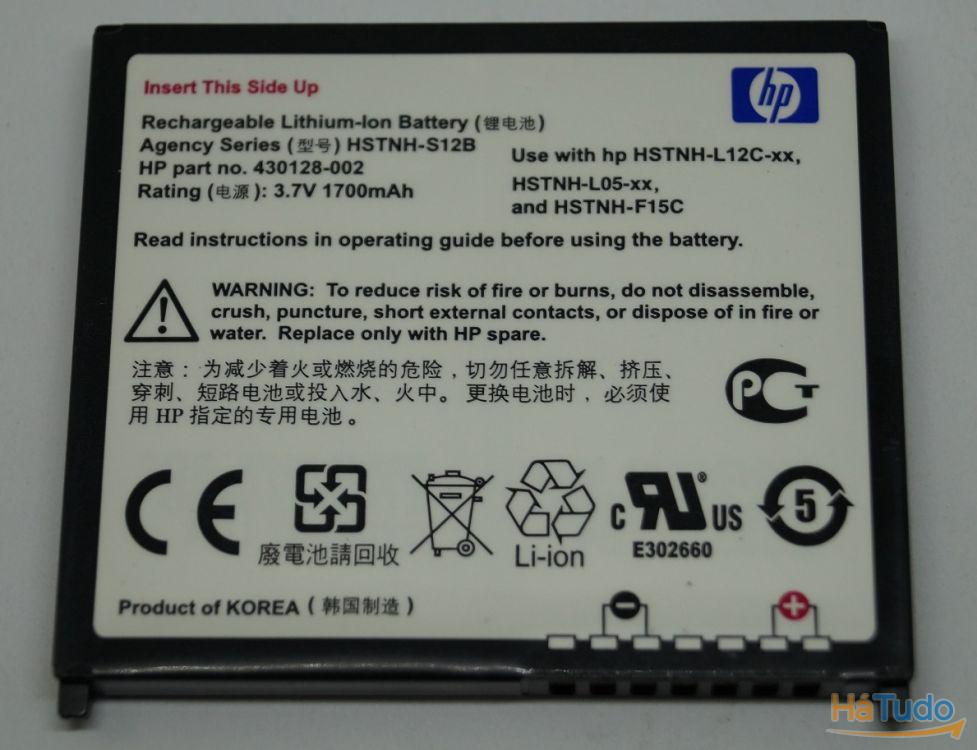 Insert This Side Up
hp
Rechargeable Lithium-Ion Battery (锂电池)
Agency Series (型号) HSTNH-S12B
HP part no. 430128-002
Rating (电源): 3.7V 1700mAh
Use with hp HSTNH-L12C-xx,
HSTNH-L05-xx,
and HSTNH-F15C
Read instructions in operating guide before using the battery.
WARNING: To reduce risk of fire or burns, do not disassemble,
crush, puncture, short external contacts, or dispose of in fire or
water. Replace only with HP spare.
注意：为减少着火或燃烧的危险，切勿任意拆解、挤压、
穿刺、短路电池或投入水、火中。更换电池时，必须使
用 HP 指定的专用电池。
PCT
CE
廢電池請回收
Li-ion
C RU US
®
E302660
5
Product of KOREA (韩国制造)
HáTudo